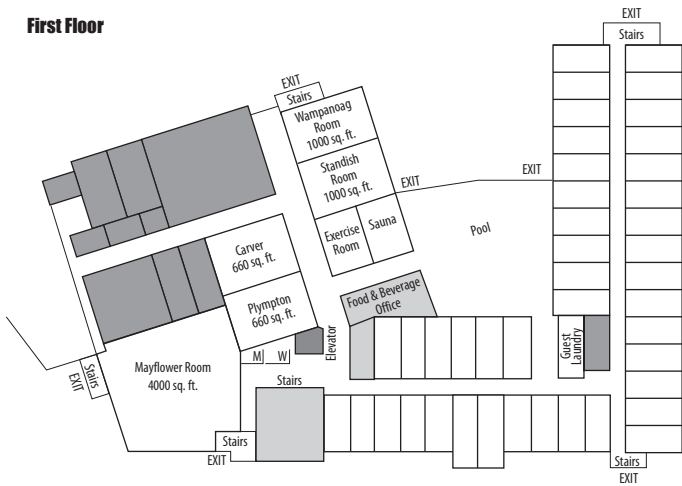 First Floor
EXIT
Stairs
EXIT
Stairs
Wampanoag
Room
1000 sq. ft.
Standish
Room
1000 sq. ft.
EXIT
EXIT
Exercise
Room
Sauna
Pool
Carver
660 sq. ft.
Plympton
660 sq. ft.
Food & Beverage
Office
Elevator
Guest
Laundry
M
W
Mayflower Room
4000 sq. ft.
Stairs
EXIT
Stairs
Stairs
EXIT
Stairs
EXIT